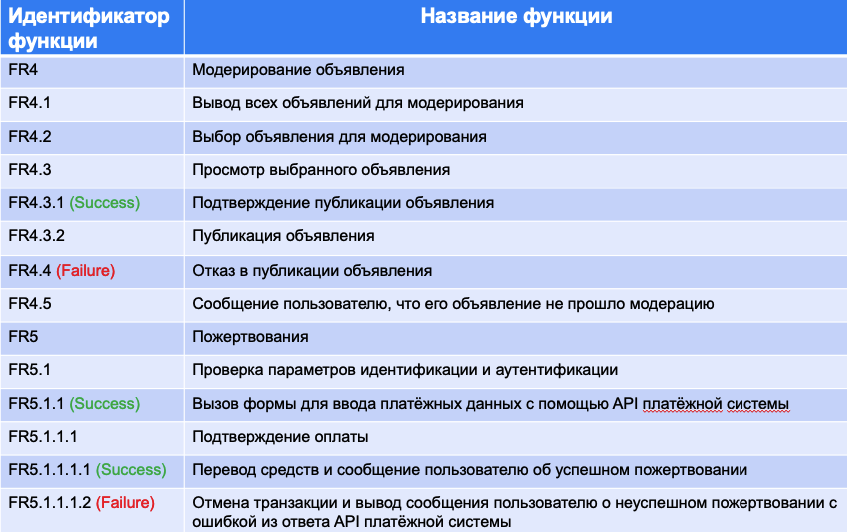 Идентификатор функции
Название функции
FR4
Модерирование объявления
FR4.1
Вывод всех объявлений для модерирования
FR4.2
Выбор объявления для модерирования
FR4.3
Просмотр выбранного объявления
FR4.3.1 (Success)
Подтверждение публикации объявления
FR4.3.2
Публикация объявления
FR4.4 (Failure)
Отказ в публикации объявления
FR4.5
Сообщение пользователю, что его объявление не прошло модерацию
FR5
Пожертвования
FR5.1
Проверка параметров идентификации и аутентификации
FR5.1.1 (Success)
Вызов формы для ввода платёжных данных с помощью API платёжной системы
FR5.1.1.1
Подтверждение оплаты
FR5.1.1.1.1 (Success)
Перевод средств и сообщение пользователю об успешном пожертвовании
FR5.1.1.1.2 (Failure)
Отмена транзакции и вывод сообщения пользователю о неуспешном пожертвовании с
ошибкой из ответа API платёжной системы